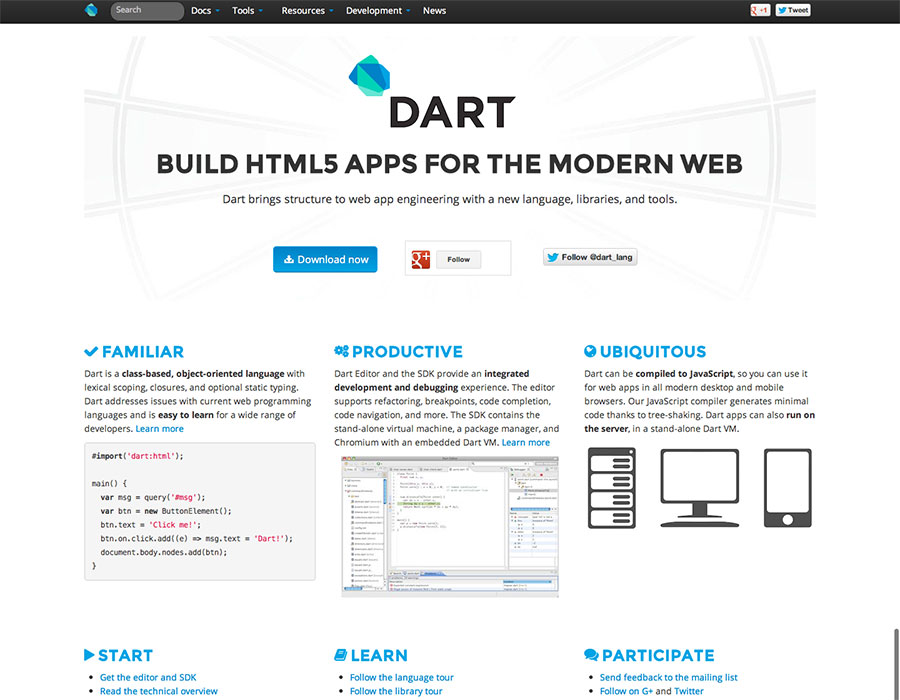 Search Docs Tools Resources Development News +1 Tweet
DART
BUILD HTML5 APPS FOR THE MODERN WEB
Dart brings structure to web app engineering with a new language, libraries, and tools.
Download now
Follow
Follow @dart_lang
FAMILIAR
Dart is a class-based, object-oriented language with
lexical scoping, closures, and optional static typing.
Dart addresses issues with current web programming
languages and is easy to learn for a wide range of
developers. Learn more
#import('dart:html');
main() {
var msg = query('#msg');
var btn = new ButtonElement();
btn.text = 'Click me!';
btn.on.click.add((e) => msg.text = 'Dart!');
document.body.nodes.add(btn);
}
PRODUCTIVE
Dart Editor and the SDK provide an integrated
development and debugging experience. The editor
supports refactoring, breakpoints, code completion,
code navigation, and more. The SDK contains the
stand-alone virtual machine, a package manager, and
Chromium with an embedded Dart VM. Learn more
UBIQUITOUS
Dart can be compiled to JavaScript, so you can use it
for web apps in all modern desktop and mobile
browsers. Our JavaScript compiler generates minimal
code thanks to tree-shaking. Dart apps can also run on
the server, in a stand-alone Dart VM.
START
Get the editor and SDK
Read the technical overview
LEARN
Follow the language tour
Follow the library tour
PARTICIPATE
Send feedback to the mailing list
Follow on G+ and Twitter